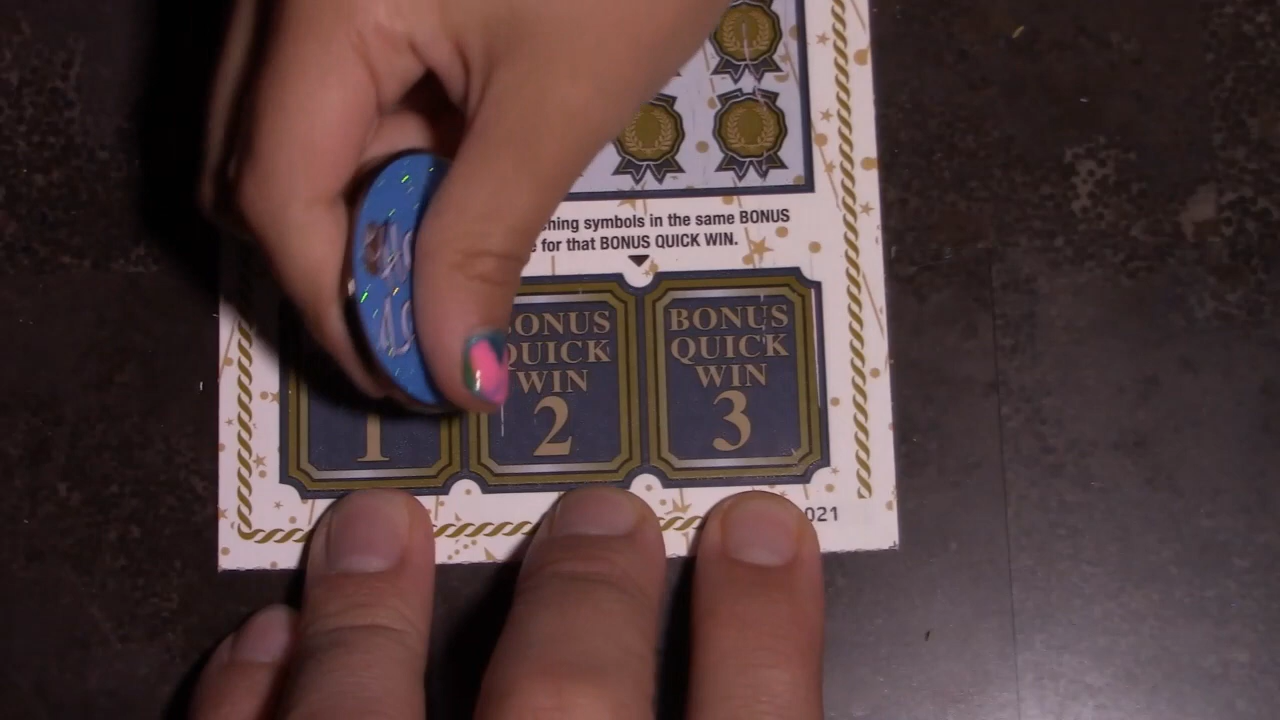 symbols in the same BONUS
for that BONUS QUICK WIN.
1
BONUS
QUICK
WIN
2
BONUS
QUICK
WIN
3
021